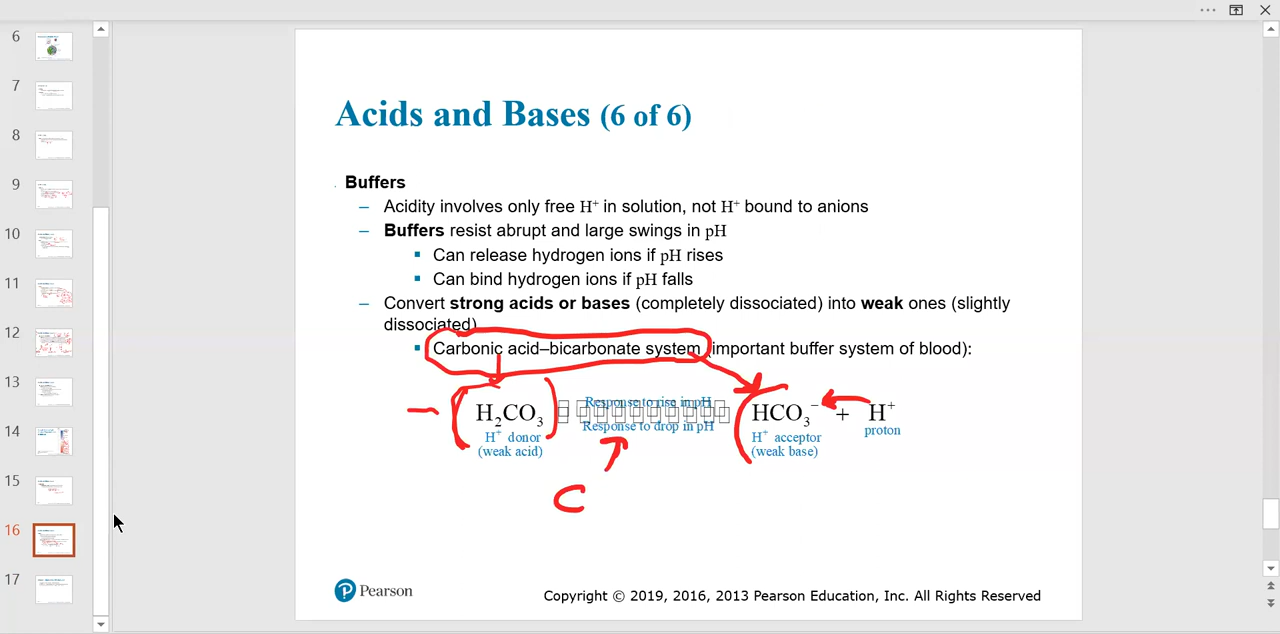 6
7
8
9
10
11
12
13
14
15
16
17
Acids and Bases (6 of 6)
Buffers
– Acidity involves only free H⁺ in solution, not H⁺ bound to anions
– Buffers resist abrupt and large swings in pH
▪ Can release hydrogen ions if pH rises
▪ Can bind hydrogen ions if pH falls
– Convert strong acids or bases (completely dissociated) into weak ones (slightly
dissociated)
▪ Carbonic acid–bicarbonate system (important buffer system of blood):
Response to rise in pH
H₂CO₃ HCO₃⁻ + H⁺
Response to drop in pH
H⁺ donor H⁺ acceptor proton
(weak acid) (weak base)
C
Pearson
Copyright © 2019, 2016, 2013 Pearson Education, Inc. All Rights Reserved